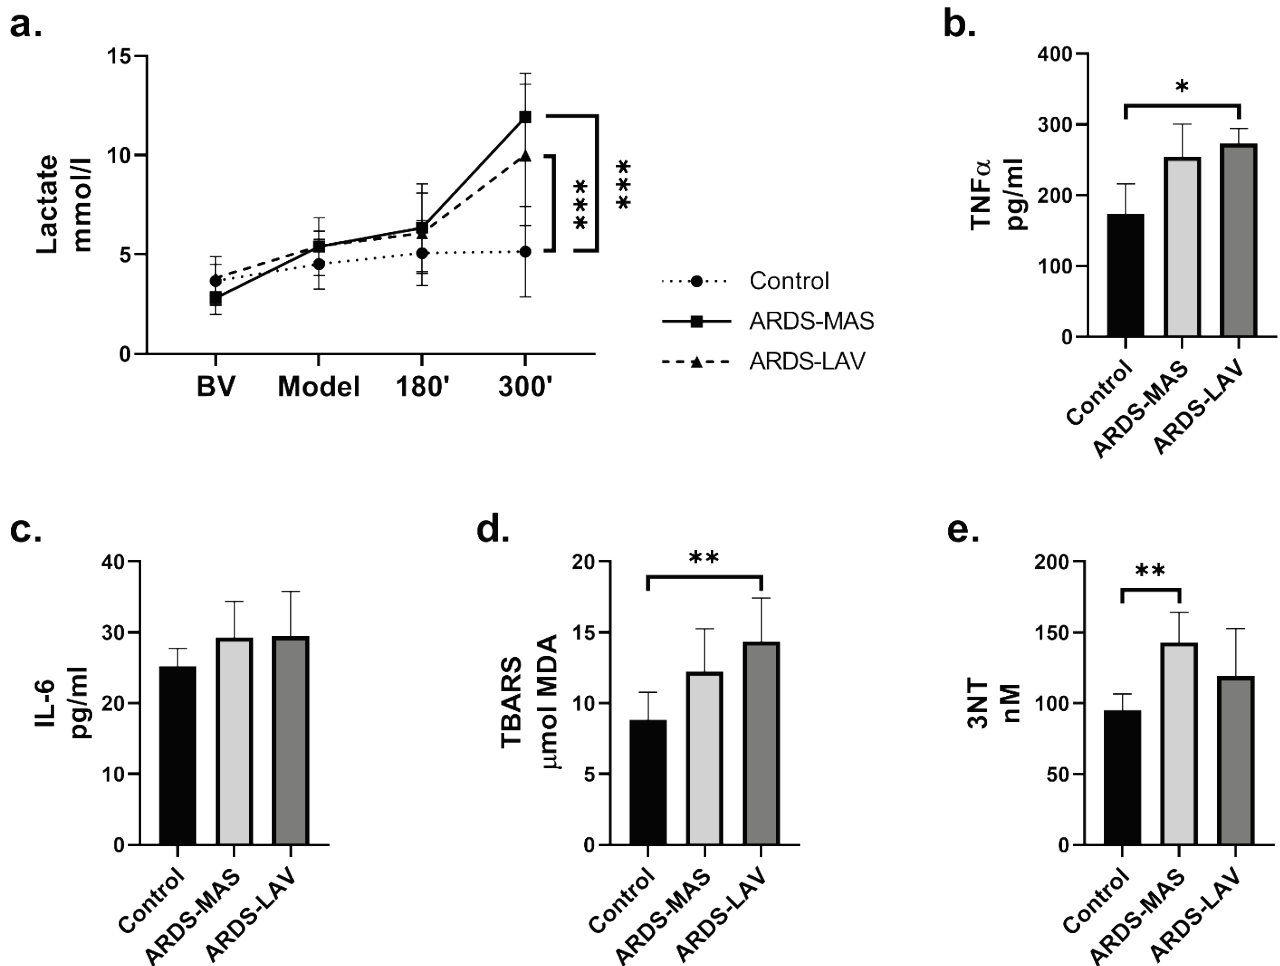 a.
15
10
5
0
Lactate
mmol/l
BV Model 180' 300'
***
***
Control
ARDS-MAS
ARDS-LAV
b.
400
300
200
100
0
TNFα
pg/ml
*
Control
ARDS-MAS
ARDS-LAV
c.
40
30
20
10
0
IL-6
pg/ml
Control
ARDS-MAS
ARDS-LAV
d.
20
15
10
5
0
TBARS
μmol MDA
**
Control
ARDS-MAS
ARDS-LAV
e.
200
150
100
50
0
3NT
nM
**
Control
ARDS-MAS
ARDS-LAV